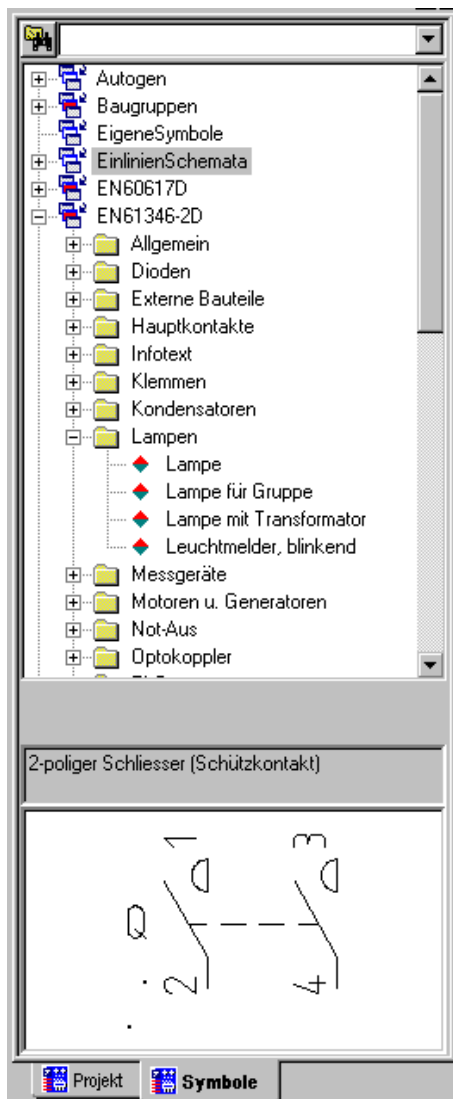 Autogen
Baugruppen
EigeneSymbole
EinlinienSchemata
EN60617D
EN61346-2D
Allgemein
Dioden
Externe Bauteile
Hauptkontakte
Infotext
Klemmen
Kondensatoren
Lampen
Lampe
Lampe für Gruppe
Lampe mit Transformator
Leuchtmelder, blinkend
Messgeräte
Motoren u. Generatoren
Not-Aus
Optokoppler
2-poliger Schliesser (Schützkontakt)
1 3
Q
2 4
Projekt Symbole